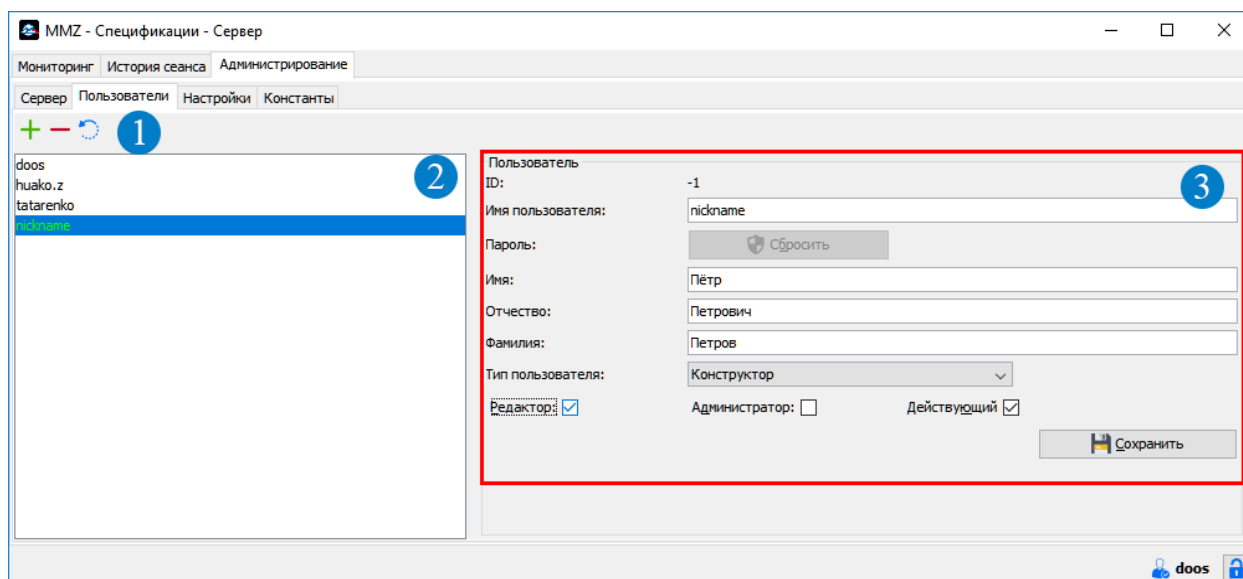 MMZ - Спецификации - Сервер
Мониторинг История сеанса Администрирование
Сервер Пользователи Настройки Константы
1
doos
huako.z
tatarenko
nickname
2
Пользователь
3
ID: -1
Имя пользователя: nickname
Пароль: Сбросить
Имя: Пётр
Отчество: Петрович
Фамилия: Петров
Тип пользователя: Конструктор
Редактор: Администратор: Действующий
Сохранить
doos